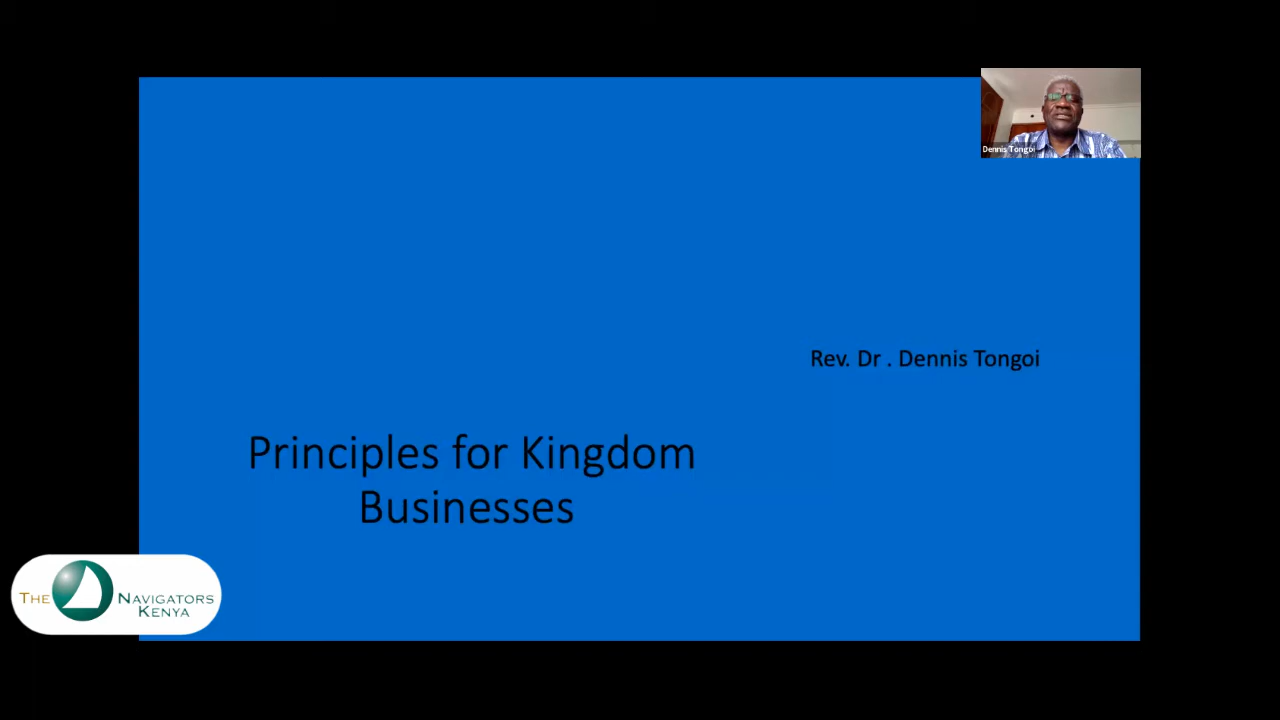 Dennis Tongoi
Rev. Dr . Dennis Tongoi
Principles for Kingdom
Businesses
THE NAVIGATORS
KENYA